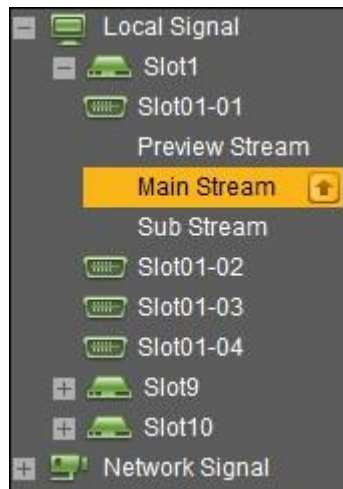 Local Signal
Slot1
Slot01-01
Preview Stream
Main Stream
Sub Stream
Slot01-02
Slot01-03
Slot01-04
Slot9
Slot10
Network Signal